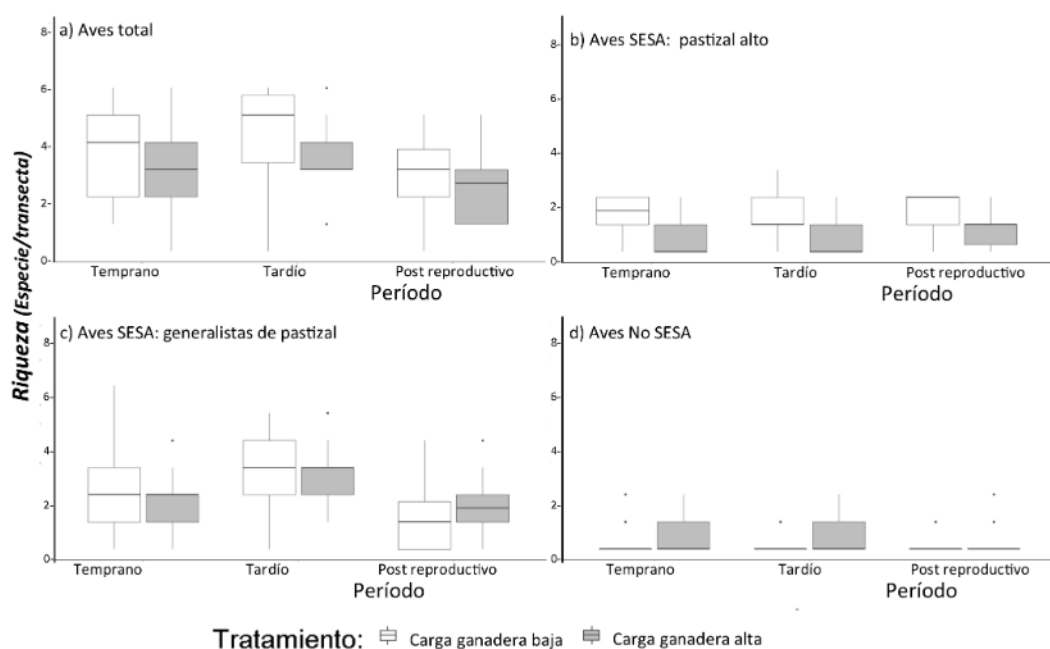 a) Aves total
8
6
4
2
0
Temprano Tardío Post reproductivo
Período
b) Aves SESA: pastizal alto
8
6
4
2
0
Temprano Tardío Post reproductivo
Período
Riqueza (Especie/transecta)
c) Aves SESA: generalistas de pastizal
8
6
4
2
0
Temprano Tardío Post reproductivo
Período
d) Aves No SESA
8
6
4
2
0
Temprano Tardío Post reproductivo
Período
Tratamiento: Carga ganadera baja Carga ganadera alta